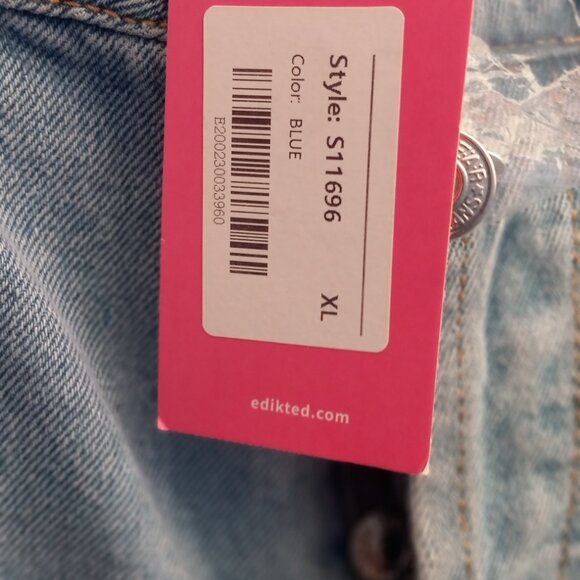 Style: S11696 XL
Color: BLUE
E200230033960
edikted.com